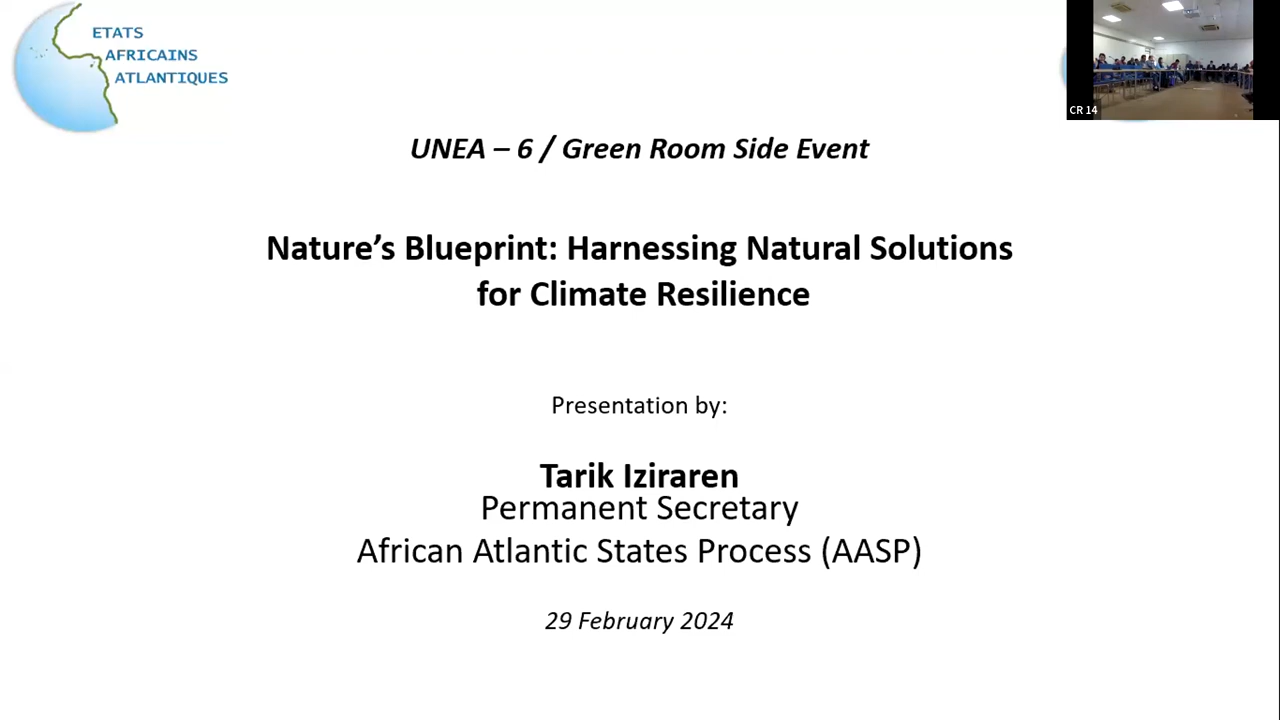 ETATS
AFRICAINS
ATLANTIQUES
CR 14
UNEA – 6 / Green Room Side Event
Nature’s Blueprint: Harnessing Natural Solutions
for Climate Resilience
Presentation by:
Tarik Iziraren
Permanent Secretary
African Atlantic States Process (AASP)
29 February 2024